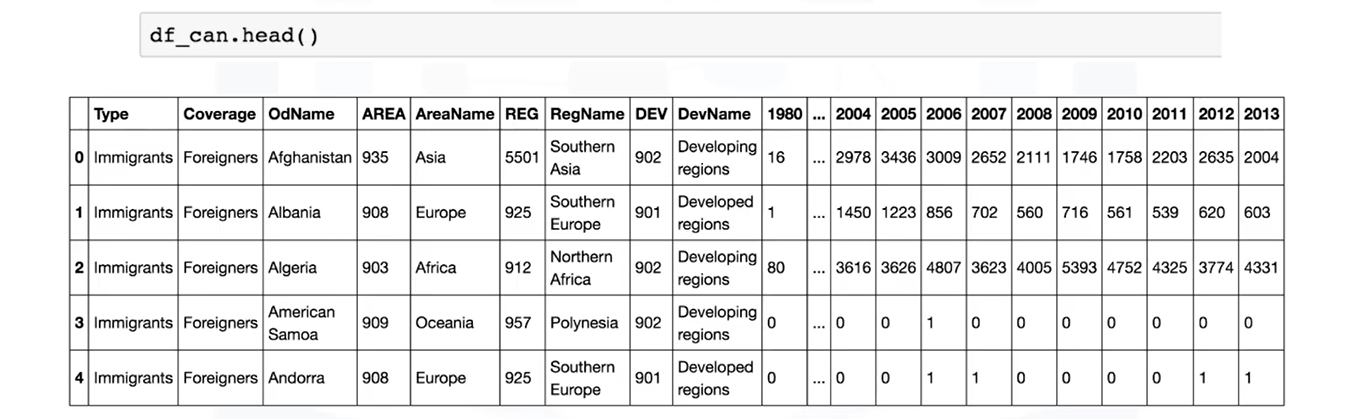 df_can.head()
Type Coverage OdName AREA AreaName REG RegName DEV DevName 1980 ... 2004 2005 2006 2007 2008 2009 2010 2011 2012 2013
0 Immigrants Foreigners Afghanistan 935 Asia 5501 Southern Asia 902 Developing regions 16 ... 2978 3436 3009 2652 2111 1746 1758 2203 2635 2004
1 Immigrants Foreigners Albania 908 Europe 925 Southern Europe 901 Developed regions 1 ... 1450 1223 856 702 560 716 561 539 620 603
2 Immigrants Foreigners Algeria 903 Africa 912 Northern Africa 902 Developing regions 80 ... 3616 3626 4807 3623 4005 5393 4752 4325 3774 4331
3 Immigrants Foreigners American Samoa 909 Oceania 957 Polynesia 902 Developing regions 0 ... 0 0 1 0 0 0 0 0 0 0
4 Immigrants Foreigners Andorra 908 Europe 925 Southern Europe 901 Developed regions 0 ... 0 0 1 1 0 0 0 0 1 1